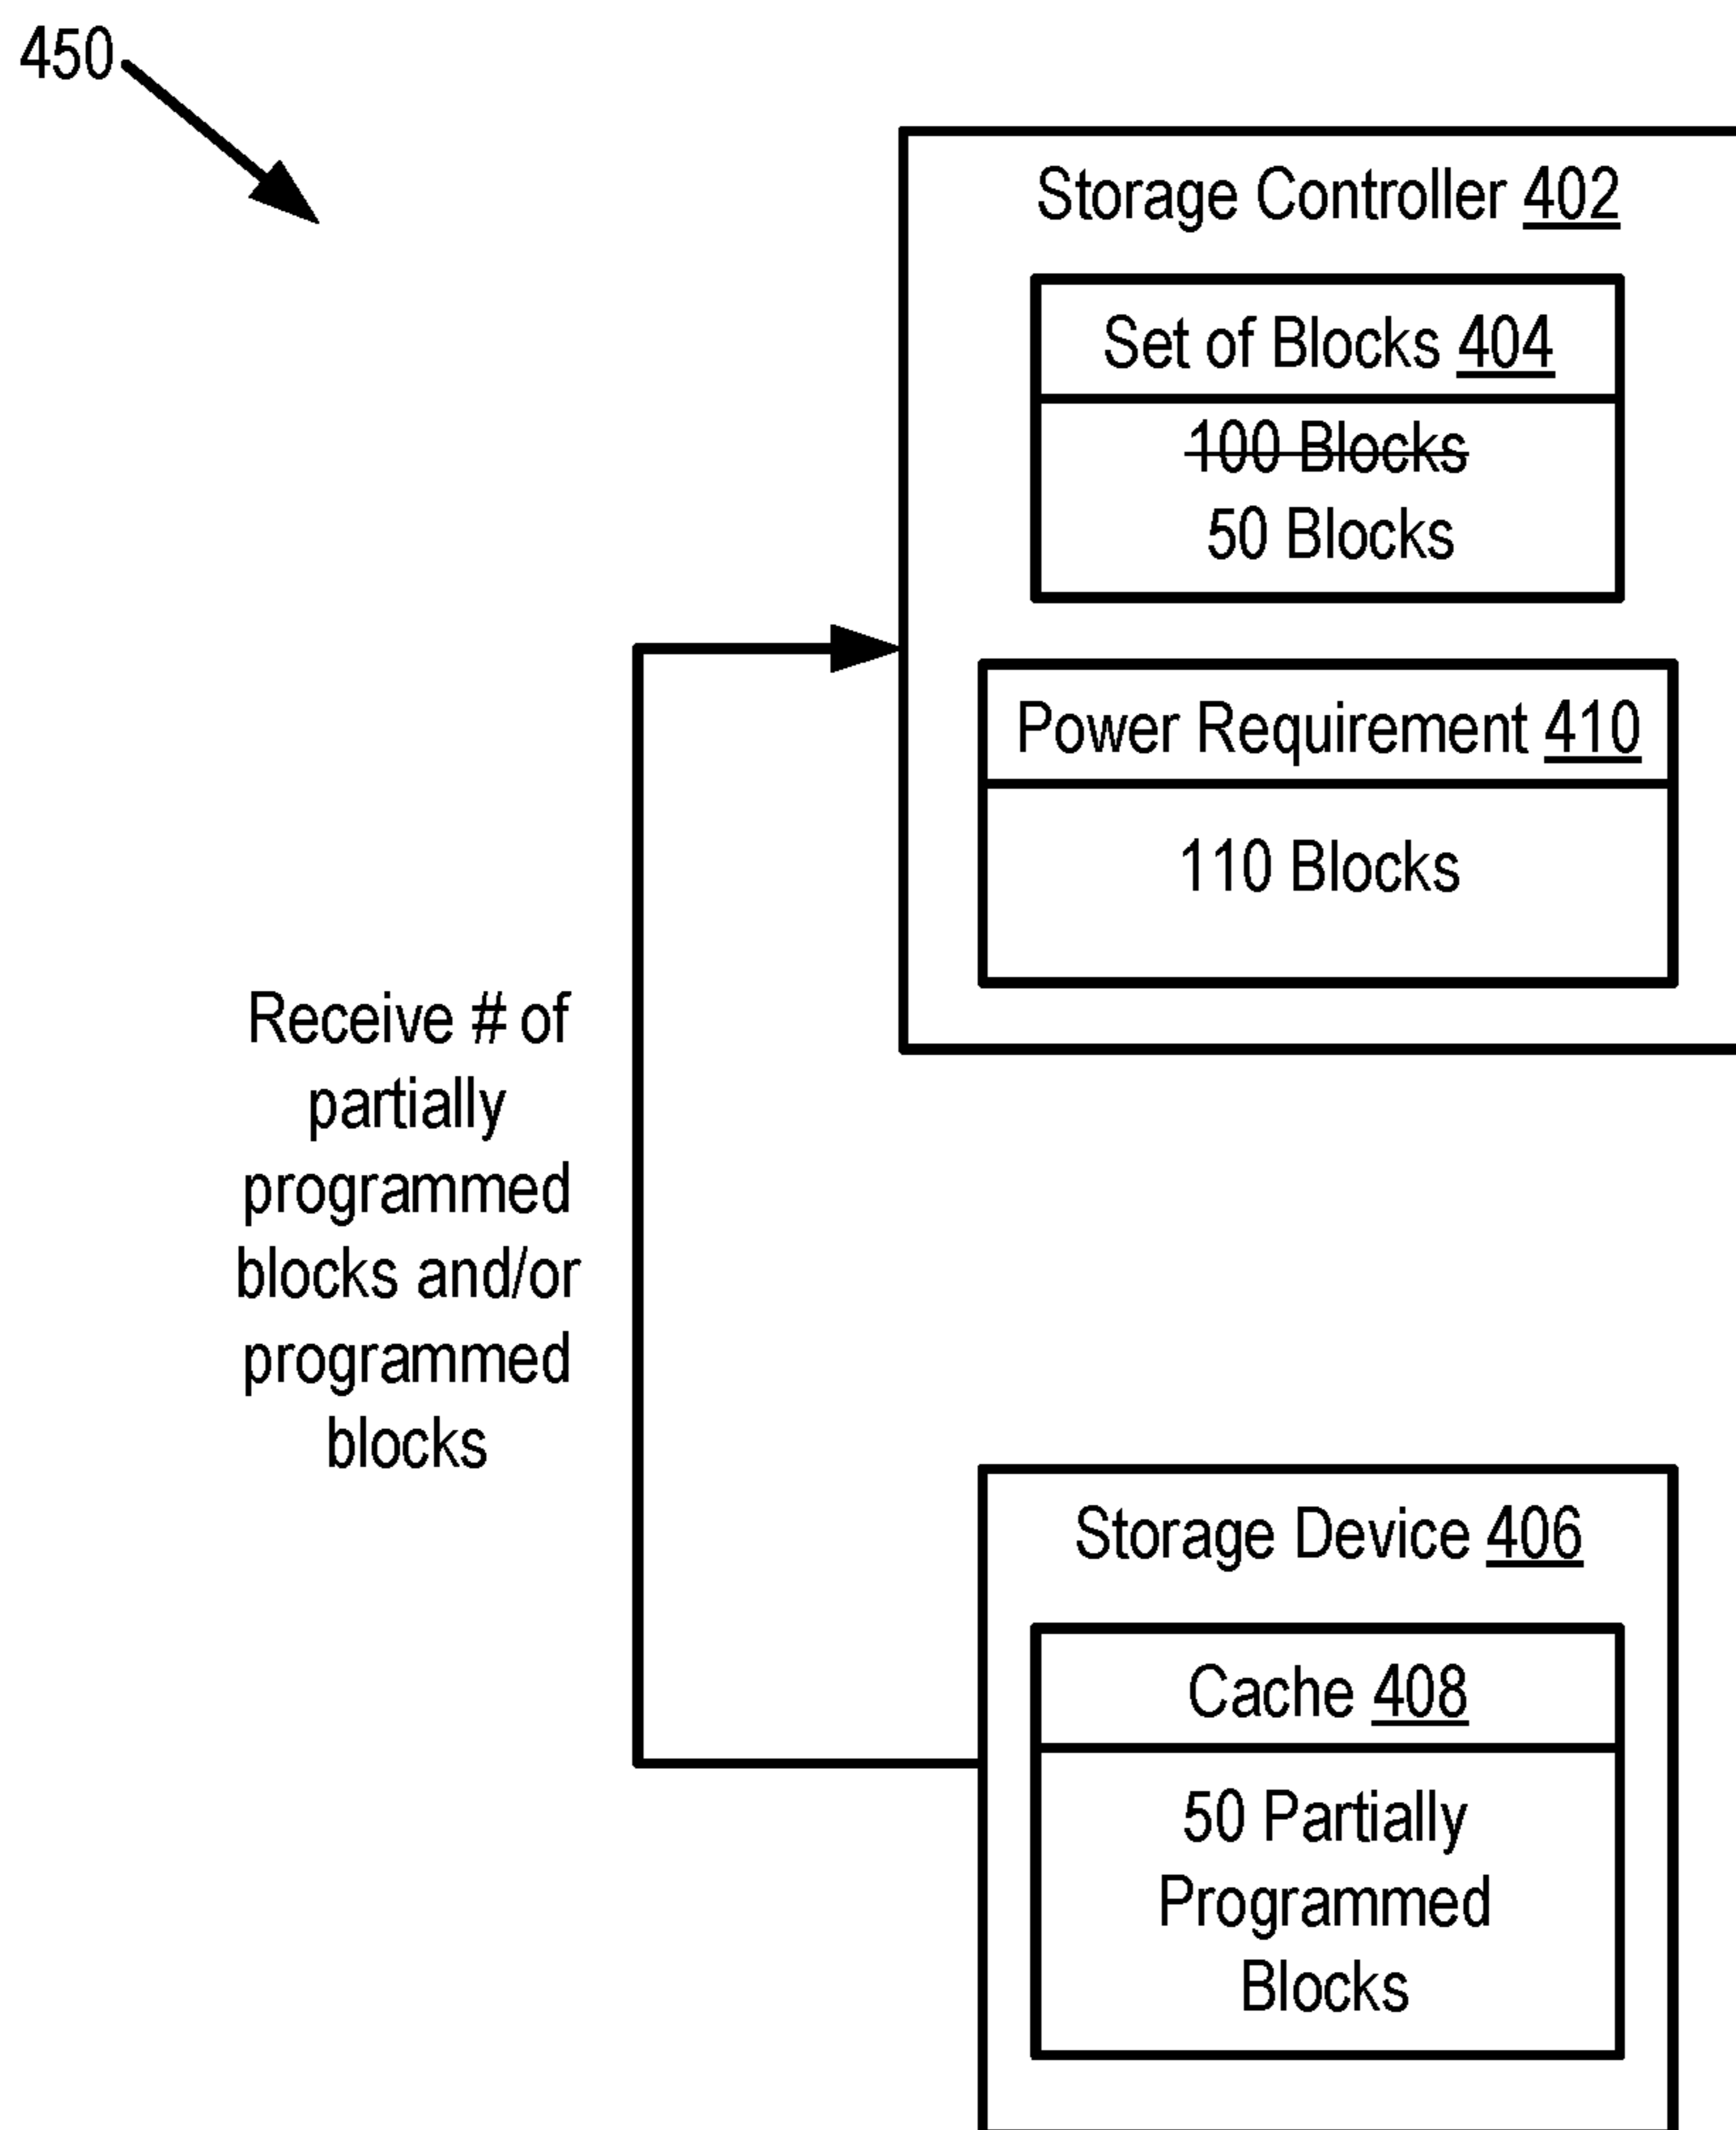 450
Storage Controller 402
Set of Blocks 404
100 Blocks
50 Blocks
Power Requirement 410
110 Blocks
Receive # of
partially
programmed
blocks and/or
programmed
blocks
Storage Device 406
Cache 408
50 Partially
Programmed
Blocks